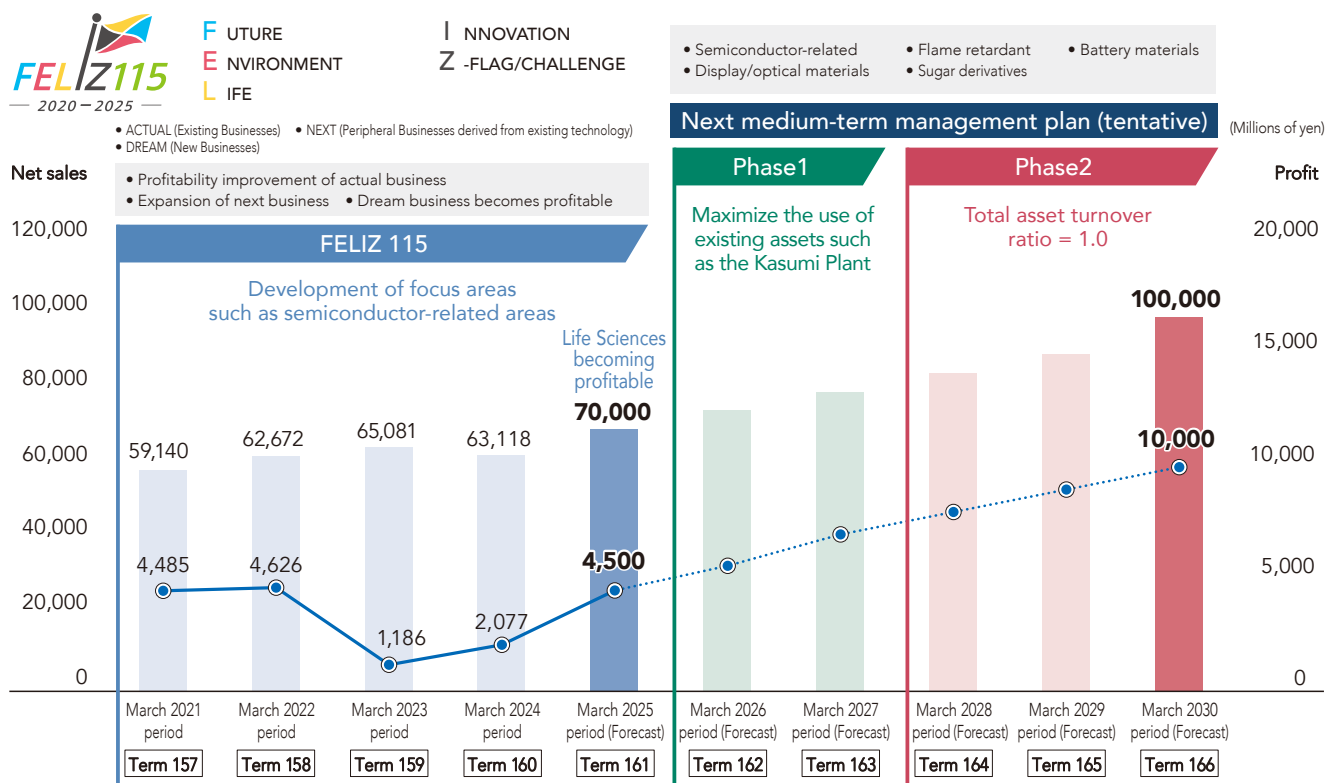 FELIZ115
2020–2025
F UTURE
E NVIRONMENT
L IFE
I NNOVATION
Z -FLAG/CHALLENGE
• Semiconductor-related • Flame retardant • Battery materials
• Display/optical materials • Sugar derivatives
• ACTUAL (Existing Businesses) • NEXT (Peripheral Businesses derived from existing technology)
• DREAM (New Businesses)
Next medium-term management plan (tentative)
(Millions of yen)
Net sales
• Profitability improvement of actual business
• Expansion of next business • Dream business becomes profitable
Phase1
Phase2
Profit
FELIZ 115
Maximize the use of
existing assets such
as the Kasumi Plant
Total asset turnover
ratio = 1.0
Development of focus areas
such as semiconductor-related areas
Life Sciences
becoming
profitable
120,000
100,000
80,000
60,000
40,000
20,000
0
20,000
15,000
10,000
5,000
0
59,140
62,672
65,081
63,118
70,000
100,000
4,485
4,626
1,186
2,077
4,500
10,000
March 2021
period
Term 157
March 2022
period
Term 158
March 2023
period
Term 159
March 2024
period
Term 160
March 2025
period (Forecast)
Term 161
March 2026
period (Forecast)
Term 162
March 2027
period (Forecast)
Term 163
March 2028
period (Forecast)
Term 164
March 2029
period (Forecast)
Term 165
March 2030
period (Forecast)
Term 166